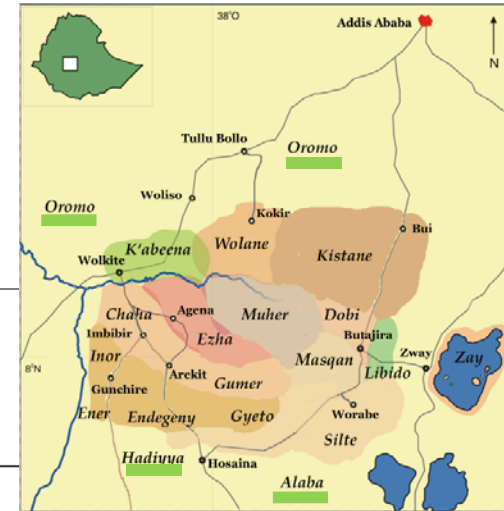 38°O
Addis Ababa
N
Tullu Bollo
Oromo
Woliso
Oromo
Kokir
Wolane
Bui
K'abeena
Kistane
Wolkite
Chaha
Agena
Muher
Dobi
Imbibir
Ezha
Butajira
Inor
Masqan
Zway
Zay
8°N
Arekit
Libido
Gunchire
Gumer
Ener
Endegeny
Gyeto
Worabe
Silte
Hadiyya
Hosaina
Alaba